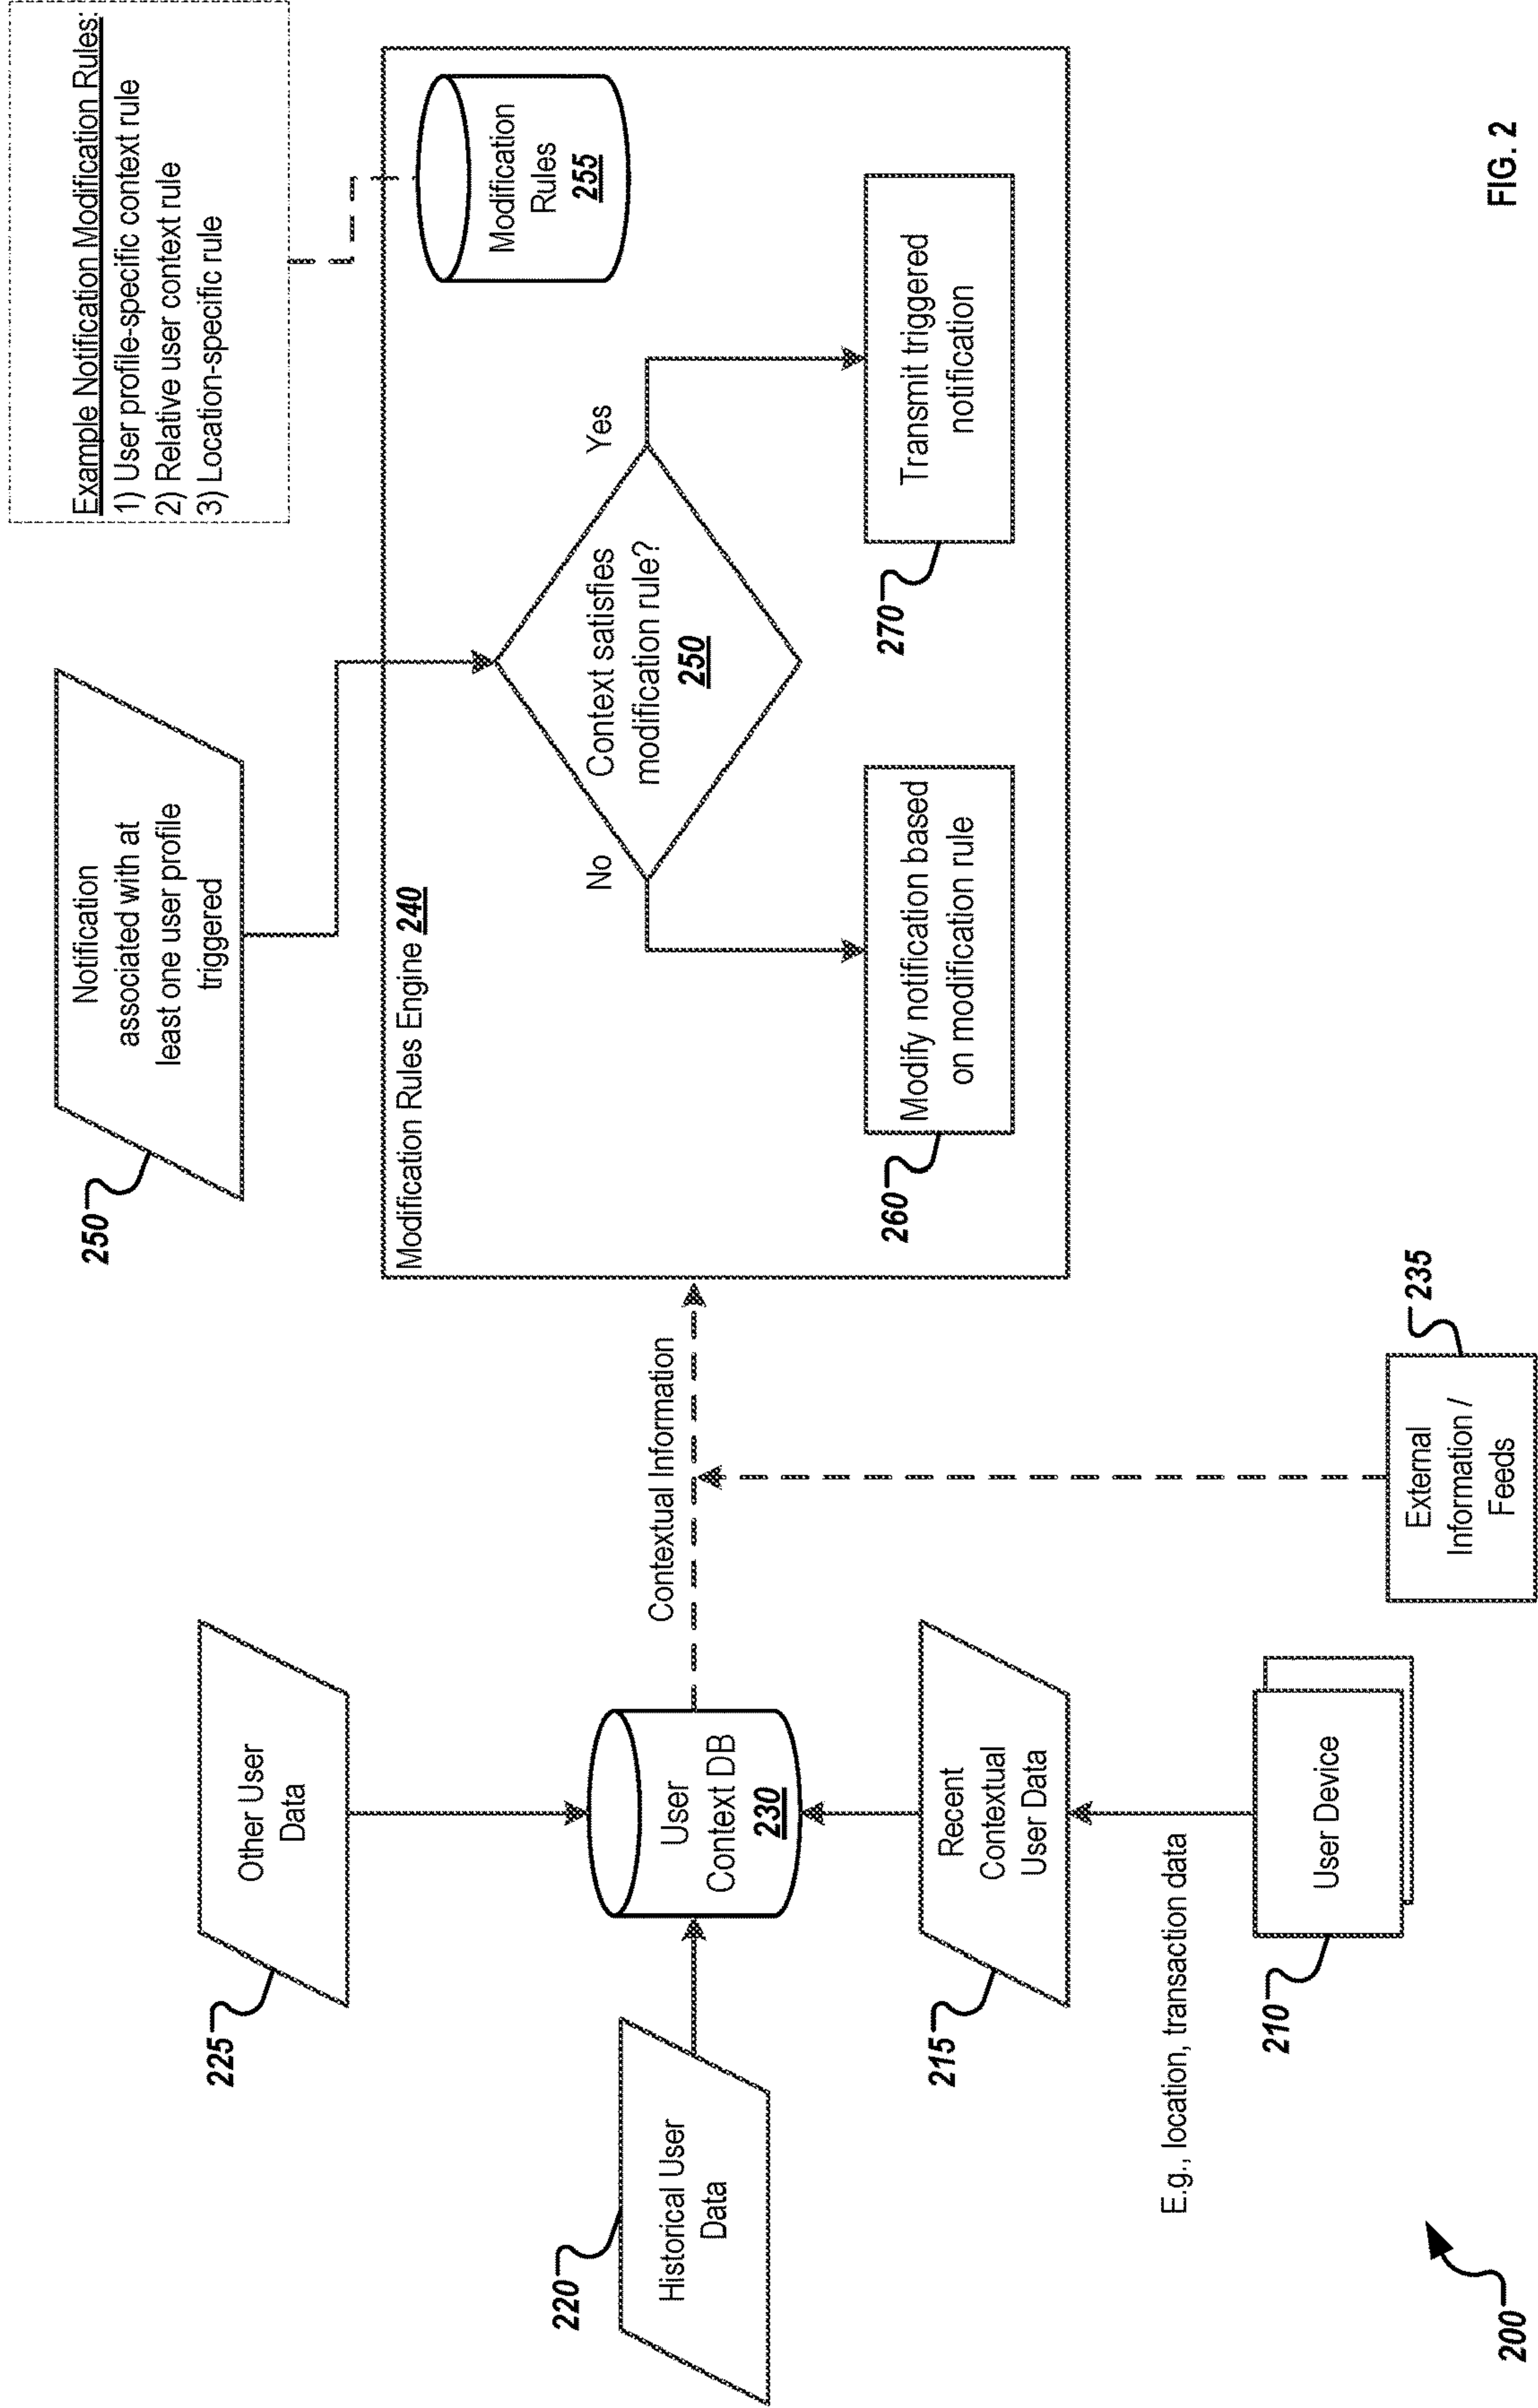 Example Notification Modification Rules:
1) User profile-specific context rule
2) Relative user context rule
3) Location-specific rule
250
Notification
associated with at
least one user profile
triggered
225
Other User
Data
Modification Rules Engine 240
Modification
Rules
255
220
Historical User
Data
User
Context DB
230
Contextual Information
No
Context satisfies
modification rule?
250
Yes
215
Recent
Contextual
User Data
260
Modify notification based
on modification rule
270
Transmit triggered
notification
E.g., location, transaction data
210
User Device
External
Information /
Feeds
235
200
FIG. 2